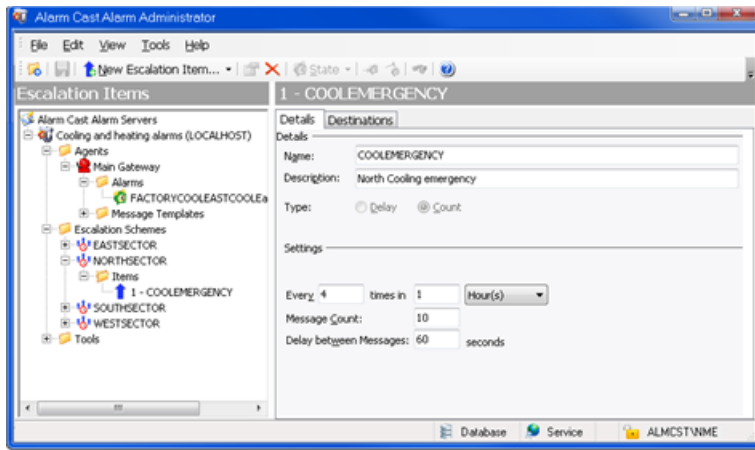 Alarm Cast Alarm Administrator
File Edit View Tools Help
New Escalation Item... State
Escalation Items
1 - COOLEMERGENCY
Alarm Cast Alarm Servers
Cooling and heating alarms (LOCALHOST)
Agents
Main Gateway
Alarms
FACTORYCOOLEASTCOOLEa
Message Templates
Escalation Schemes
EASTSECTOR
NORTHSECTOR
Items
1 - COOLEMERGENCY
SOUTHSECTOR
WESTSECTOR
Tools
Details Destinations
Details
Name: COOLEMERGENCY
Description: North Cooling emergency
Type: Delay Count
Settings
Every 4 times in 1 Hour(s)
Message Count: 10
Delay between Messages: 60 seconds
Database Service ALMCST\NME